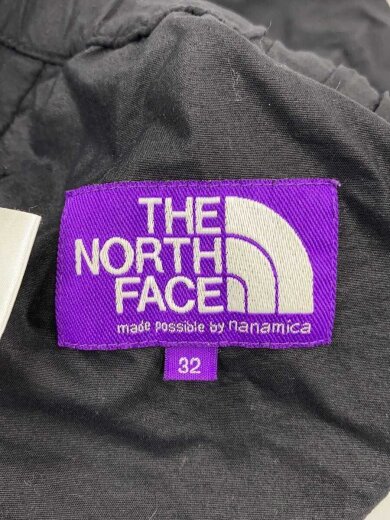 THE
NORTH
FACE
made possible by nanamica
32